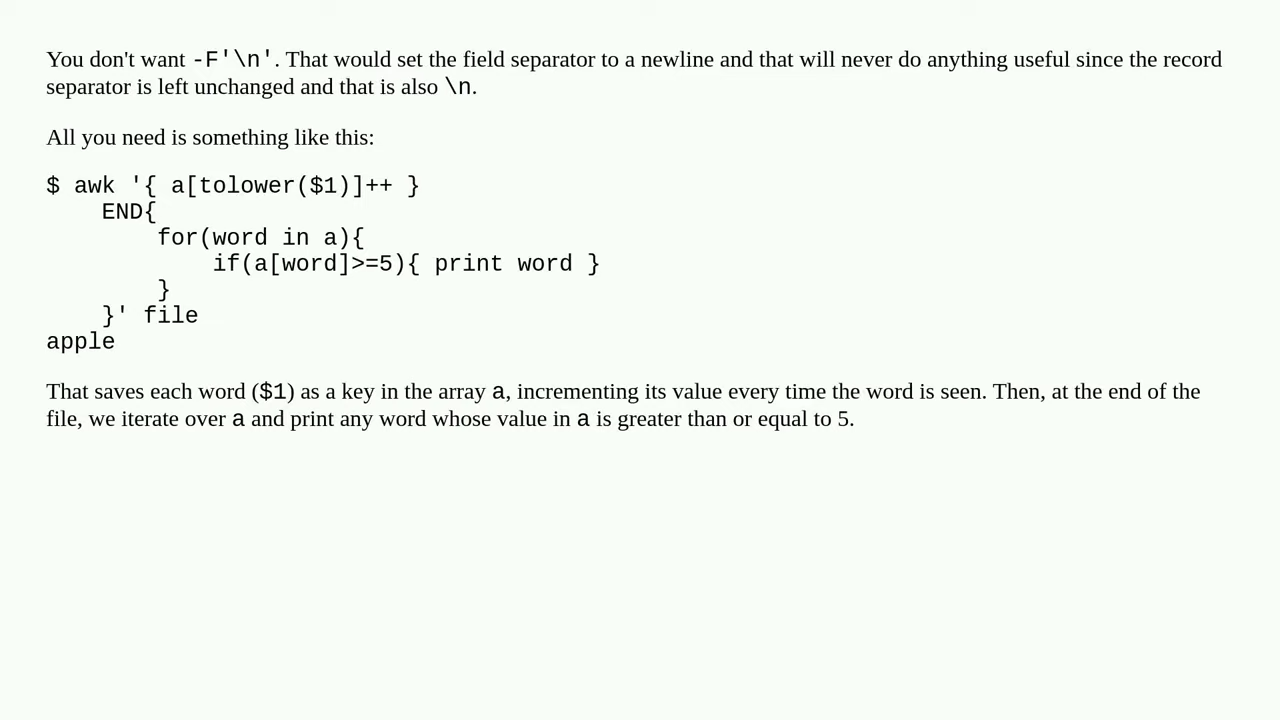 You don't want -F'\n'. That would set the field separator to a newline and that will never do anything useful since the record
separator is left unchanged and that is also \n.
All you need is something like this:
$ awk '{ a[tolower($1)]++ }
    END{
        for(word in a){
            if(a[word]>=5){ print word }
        }
    }' file
apple
That saves each word ($1) as a key in the array a, incrementing its value every time the word is seen. Then, at the end of the
file, we iterate over a and print any word whose value in a is greater than or equal to 5.